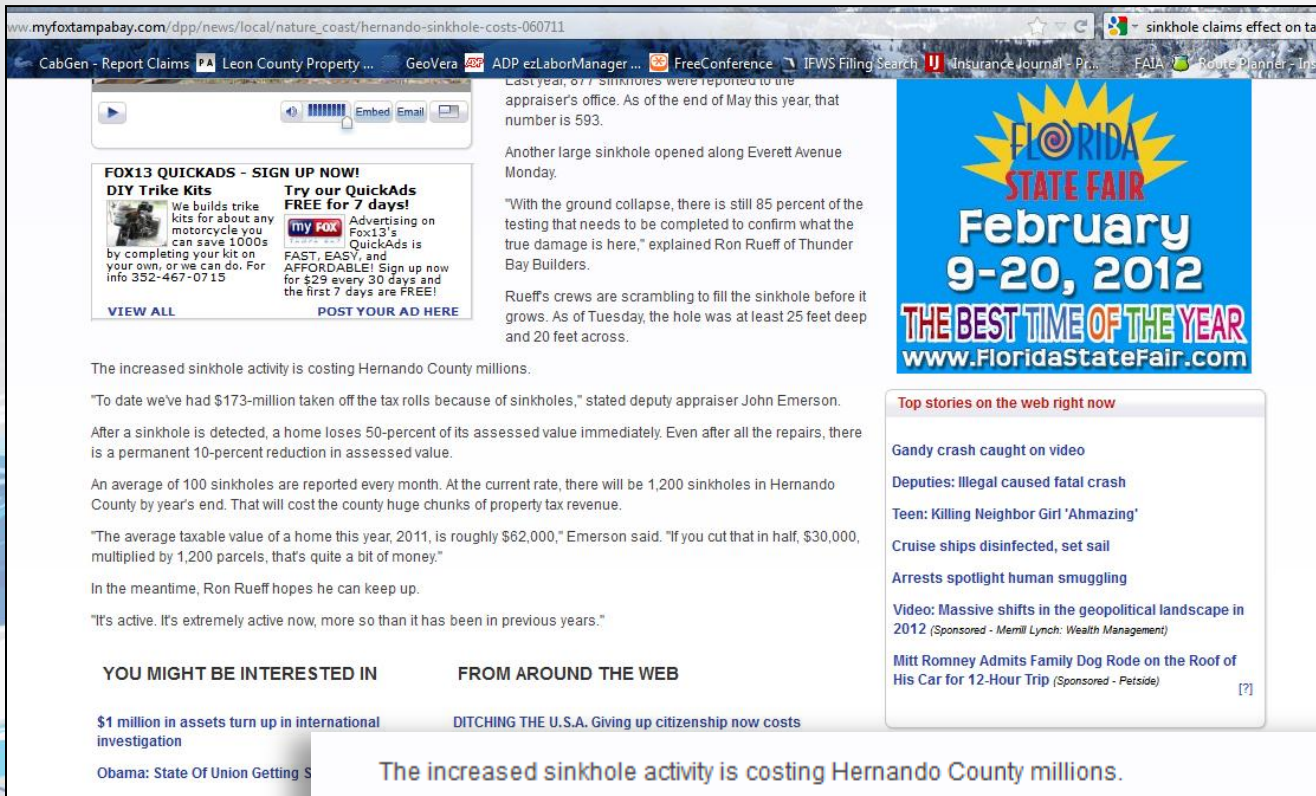 ww.myfoxtampabay.com/dpp/news/local/nature_coast/hernando-sinkhole-costs-060711
sinkhole claims effect on ta
CabGen - Report Claims PA Leon County Property ... GeoVera ADP ADP ezLaborManager ... FreeConference IFWS Filing Search IJ Insurance Journal - Pr... FAIA Route Planner - Ins
Embed Email
FOX13 QUICKADS - SIGN UP NOW!
DIY Trike Kits
We builds trike
kits for about any
motorcycle you
can save 1000s
by completing your kit on
your own, or we can do. For
info 352-467-0715
Try our QuickAds
FREE for 7 days!
my FOX
Advertising on
Fox13's
QuickAds is
FAST, EASY, and
AFFORDABLE! Sign up now
for $29 every 30 days and
the first 7 days are FREE!
VIEW ALL
POST YOUR AD HERE
Last year, 877 sinkholes were reported to the
appraiser's office. As of the end of May this year, that
number is 593.
Another large sinkhole opened along Everett Avenue
Monday.
"With the ground collapse, there is still 85 percent of the
testing that needs to be completed to confirm what the
true damage is here," explained Ron Rueff of Thunder
Bay Builders.
Rueff's crews are scrambling to fill the sinkhole before it
grows. As of Tuesday, the hole was at least 25 feet deep
and 20 feet across.
The increased sinkhole activity is costing Hernando County millions.
"To date we've had $173-million taken off the tax rolls because of sinkholes," stated deputy appraiser John Emerson.
After a sinkhole is detected, a home loses 50-percent of its assessed value immediately. Even after all the repairs, there
is a permanent 10-percent reduction in assessed value.
An average of 100 sinkholes are reported every month. At the current rate, there will be 1,200 sinkholes in Hernando
County by year's end. That will cost the county huge chunks of property tax revenue.
"The average taxable value of a home this year, 2011, is roughly $62,000," Emerson said. "If you cut that in half, $30,000,
multiplied by 1,200 parcels, that's quite a bit of money."
In the meantime, Ron Rueff hopes he can keep up.
"It's active. It's extremely active now, more so than it has been in previous years."
FLORIDA
STATE FAIR
February
9-20, 2012
THE BEST TIME OF THE YEAR
www.FloridaStateFair.com
Top stories on the web right now
Gandy crash caught on video
Deputies: Illegal caused fatal crash
Teen: Killing Neighbor Girl 'Ahmazing'
Cruise ships disinfected, set sail
Arrests spotlight human smuggling
Video: Massive shifts in the geopolitical landscape in
2012 (Sponsored - Merrill Lynch: Wealth Management)
Mitt Romney Admits Family Dog Rode on the Roof of
His Car for 12-Hour Trip (Sponsored - Petside)
[?]
YOU MIGHT BE INTERESTED IN
$1 million in assets turn up in international
investigation
Obama: State Of Union Getting S
FROM AROUND THE WEB
DITCHING THE U.S.A. Giving up citizenship now costs
The increased sinkhole activity is costing Hernando County millions.